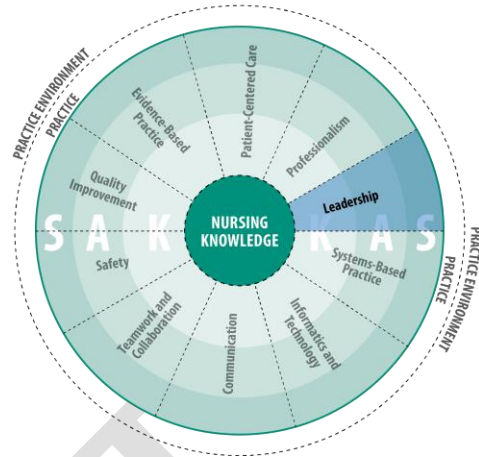 PRACTICE ENVIRONMENT
PRACTICE
Evidence-Based
Practice
Patient-Centered Care
Professionalism
Quality
Improvement
Leadership
S A K
NURSING
KNOWLEDGE
K A S
Safety
Systems-Based
Practice
Teamwork and
Collaboration
Communication
Informatics and
Technology
PRACTICE
PRACTICE ENVIRONMENT